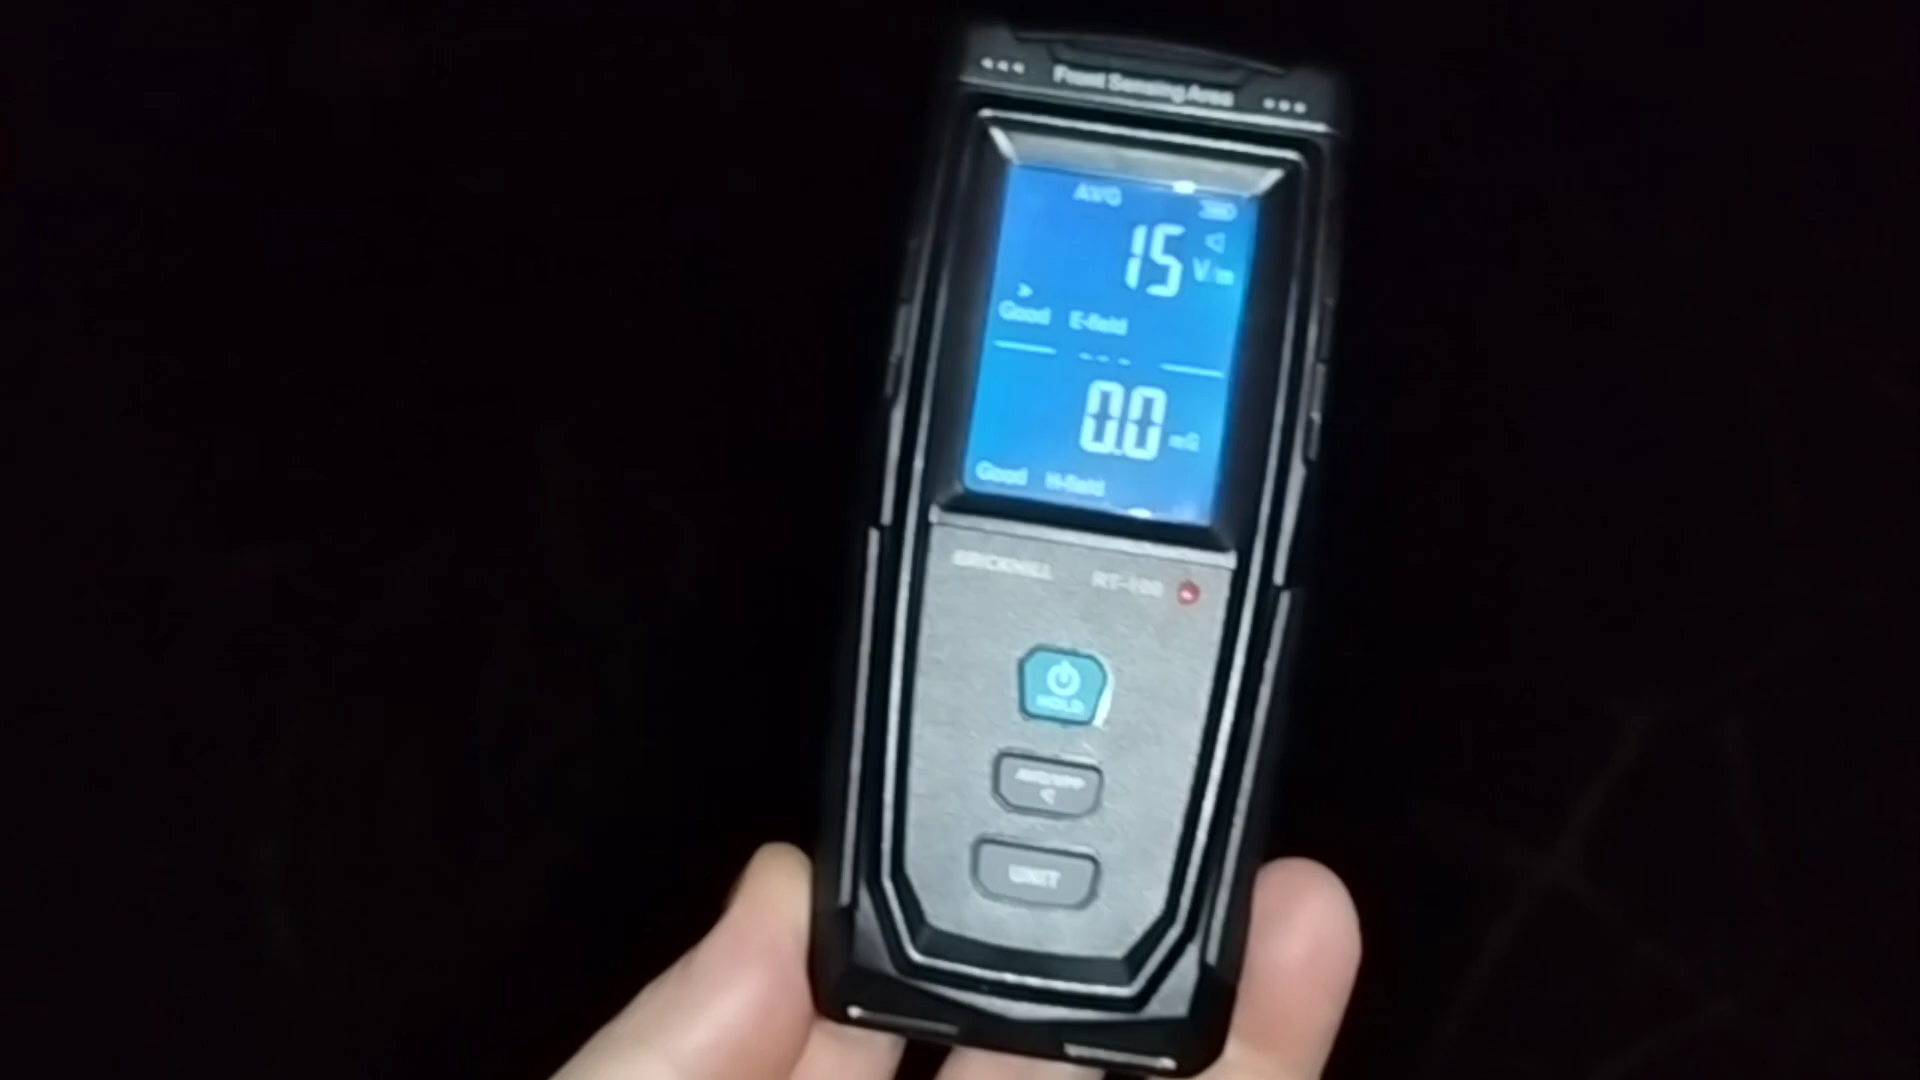 Front Sensing Area
AVG
15 V/m
Good E-field
0.0 mG
Good H-field
BRICKHILL RT-100
HOLD
UNIT